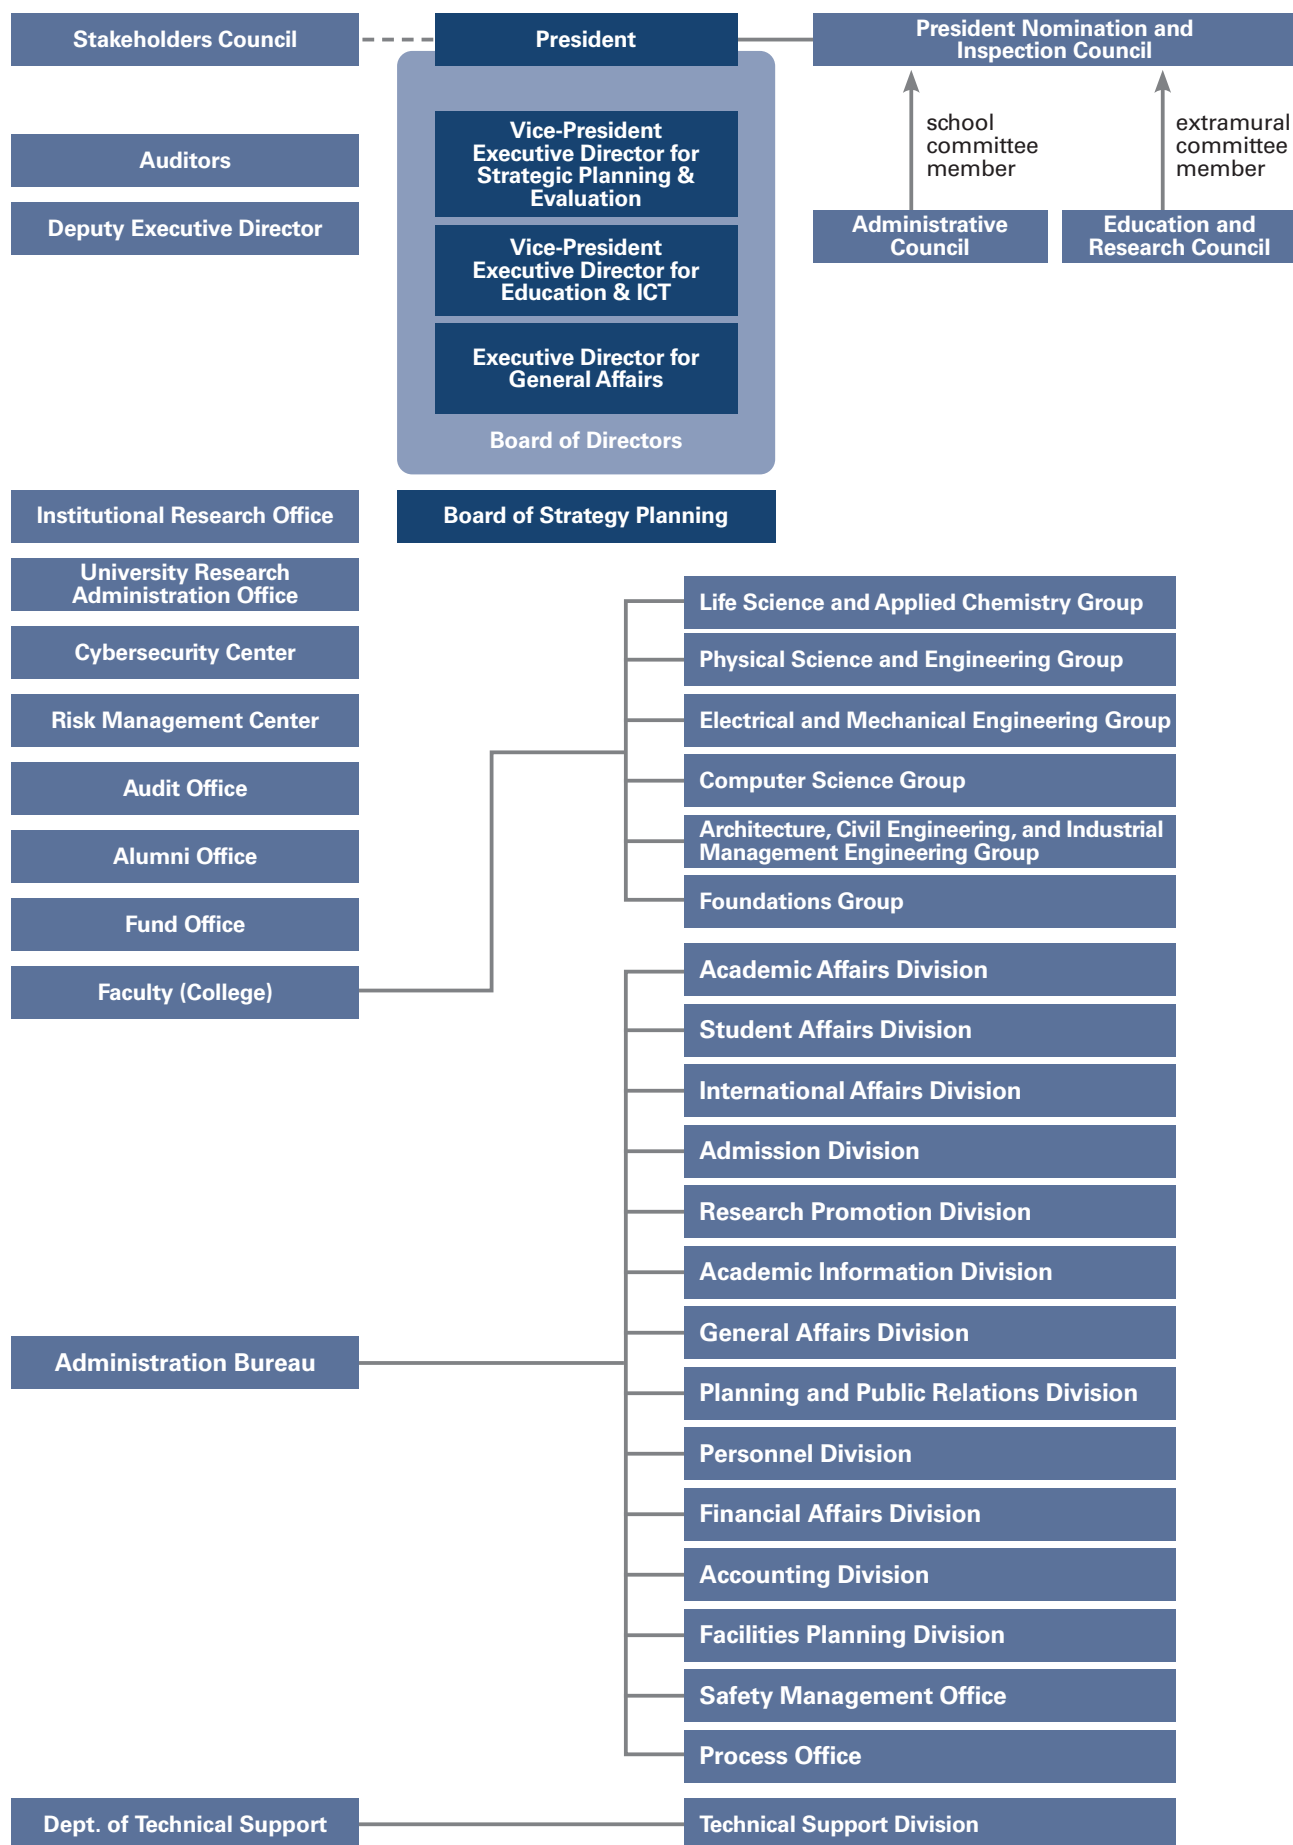 Stakeholders Council
President
President Nomination and
Inspection Council
school
committee
member
extramural
committee
member
Auditors
Deputy Executive Director
Vice-President
Executive Director for
Strategic Planning &
Evaluation
Vice-President
Executive Director for
Education & ICT
Executive Director for
General Affairs
Board of Directors
Administrative
Council
Education and
Research Council
Institutional Research Office
Board of Strategy Planning
University Research
Administration Office
Cybersecurity Center
Risk Management Center
Audit Office
Alumni Office
Fund Office
Faculty (College)
Life Science and Applied Chemistry Group
Physical Science and Engineering Group
Electrical and Mechanical Engineering Group
Computer Science Group
Architecture, Civil Engineering, and Industrial
Management Engineering Group
Foundations Group
Administration Bureau
Academic Affairs Division
Student Affairs Division
International Affairs Division
Admission Division
Research Promotion Division
Academic Information Division
General Affairs Division
Planning and Public Relations Division
Personnel Division
Financial Affairs Division
Accounting Division
Facilities Planning Division
Safety Management Office
Process Office
Dept. of Technical Support
Technical Support Division